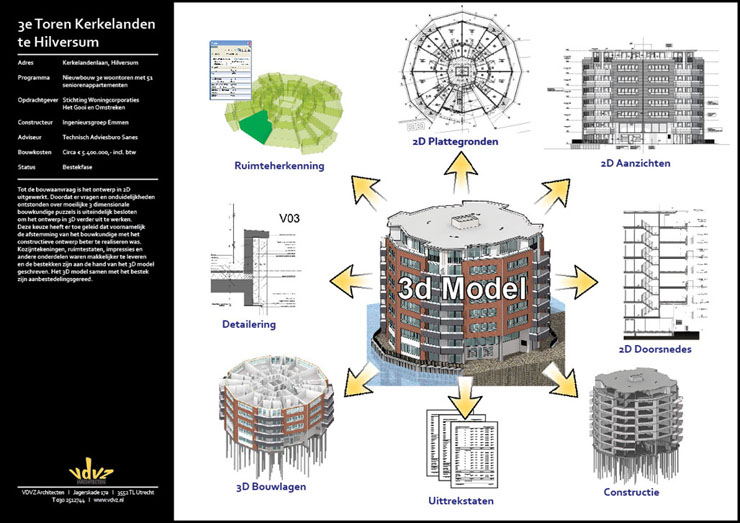 3e Toren Kerkelanden
te Hilversum
Adres Kerkelandenlaan, Hilversum
Programma Nieuwbouw 3e woontoren met 51
seniorenappartementen
Opdrachtgever Stichting Woningcorporaties
Het Gooi en Omstreken
Constructeur Ingenieursgroep Emmen
Adviseur Technisch Adviesburo Sanes
Bouwkosten Circa € 5.400.000,- incl. btw
Status Bestekfase
Tot de bouwaanvraag is het ontwerp in 2D
uitgewerkt. Doordat er vragen en onduidelijkheden
ontstonden over moeilijke 3 dimensionale
bouwkundige puzzels is uiteindelijk besloten
om het ontwerp in 3D verder uit te werken.
Deze keuze heeft er toe geleid dat voornamelijk
de afstemming van het bouwkundige met het
constructieve ontwerp beter te realiseren was.
Kozijntekeningen, ruimtestaten, impressies en
andere onderdelen waren makkelijker te leveren
en de bestekken zijn aan de hand van het 3D model
geschreven. Het 3D model samen met het bestek
zijn aanbestedingsgereed.
vdvz
ARCHITECTEN
VDVZ Architecten I Jagerskade 17a I 3552 TL Utrecht
T 030 2512744 I www.vdvz.nl
Ruimteherkenning
2D Plattegronden
2D Aanzichten
V03
Detailering
3d Model
2D Doorsnedes
3D Bouwlagen
Uittrekstaten
Constructie